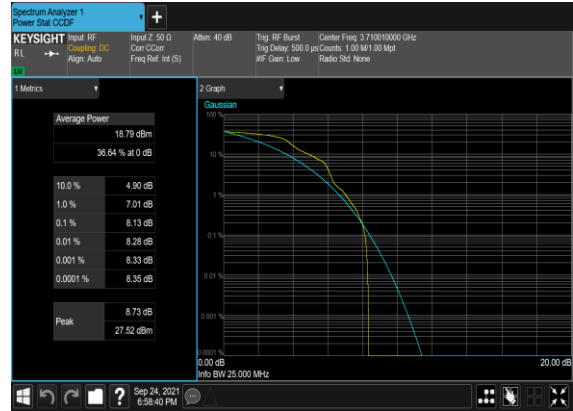 Spectrum Analyzer 1
Power Stat CCDF
KEYSIGHT
Input: RF
Input Z: 50 Ω
Atten: 40 dB
Trig: RF Burst
Center Freq: 3.710010000 GHz
RL
Coupling: DC
Corr CCorr
Trig Delay: 500.0 µs
Counts: 1.00 M/1.00 Mpt
Align: Auto
Freq Ref: Int (S)
#IF Gain: Low
Radio Std: None
LXI
1 Metrics
2 Graph
Average Power
18.79 dBm
36.64 % at 0 dB
10.0 % 4.90 dB
1.0 % 7.01 dB
0.1 % 8.13 dB
0.01 % 8.28 dB
0.001 % 8.33 dB
0.0001 % 8.35 dB
Peak
8.73 dB
27.52 dBm
Gaussian
100 %
10 %
1 %
0.1 %
0.01 %
0.001 %
0.0001 %
0.00 dB
20.00 dB
Info BW 25.000 MHz
?
Sep 24, 2021
6:58:40 PM